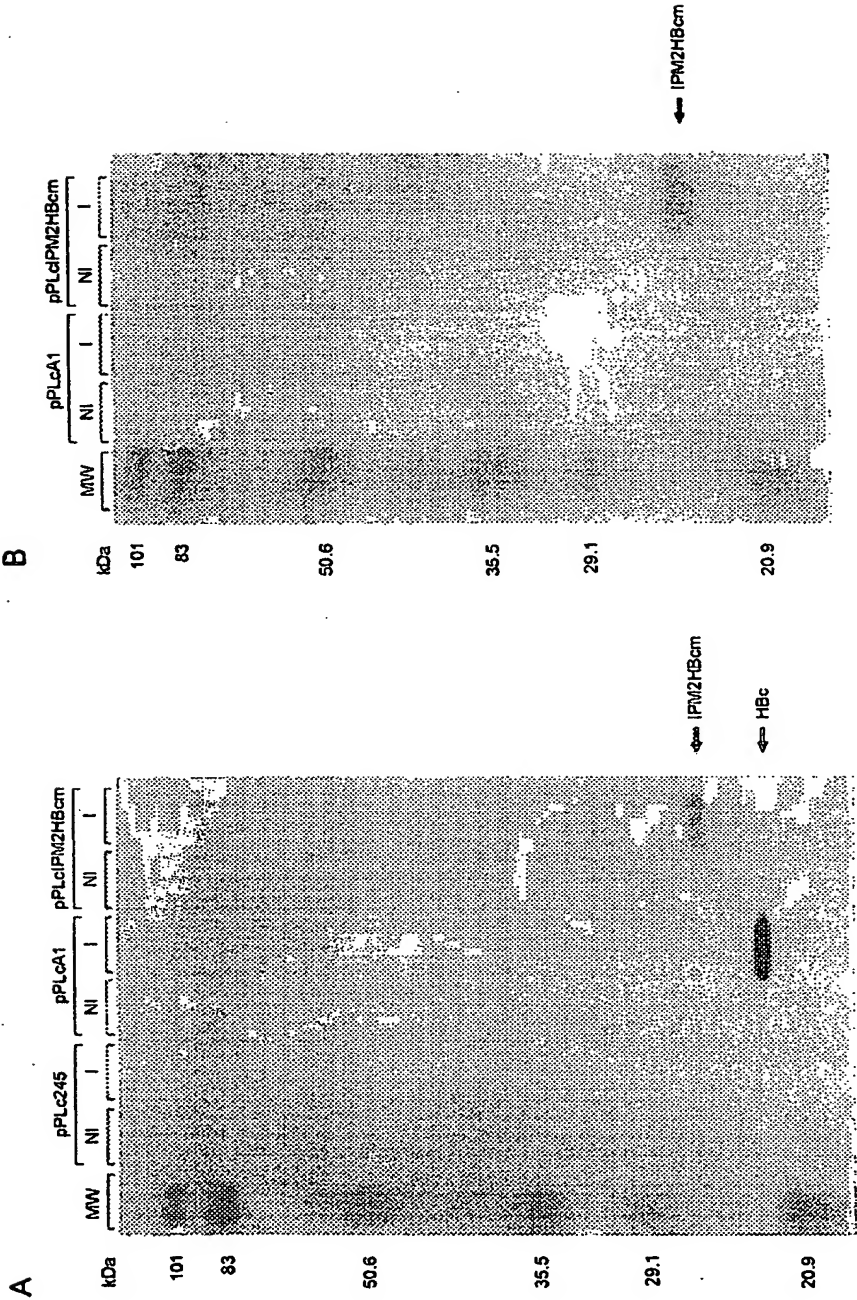 A
pPLc245 pPLcA1 pPLcIPM2HBcm
kDa MW NI I NI I NI I
101
83
50.6
35.5
29.1
IPM2HBcm
HBc
20.9
B
pPLcA1 pPLcIPM2HBcm
kDa MW NI I NI I
101
83
50.6
35.5
29.1
IPM2HBcm
20.9